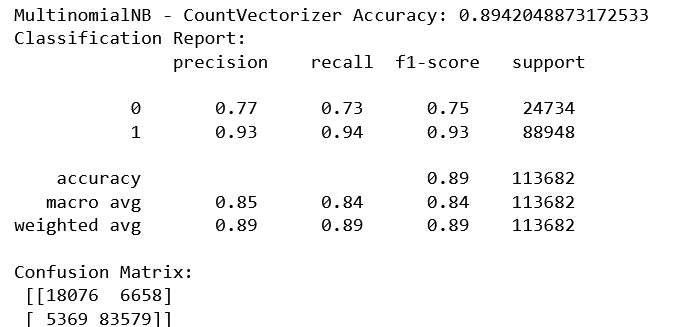 MultinomialNB - CountVectorizer Accuracy: 0.8942048873172533
Classification Report:
precision recall f1-score support
0 0.77 0.73 0.75 24734
1 0.93 0.94 0.93 88948
accuracy 0.89 113682
macro avg 0.85 0.84 0.84 113682
weighted avg 0.89 0.89 0.89 113682
Confusion Matrix:
[[18076 6658]
[ 5369 83579]]